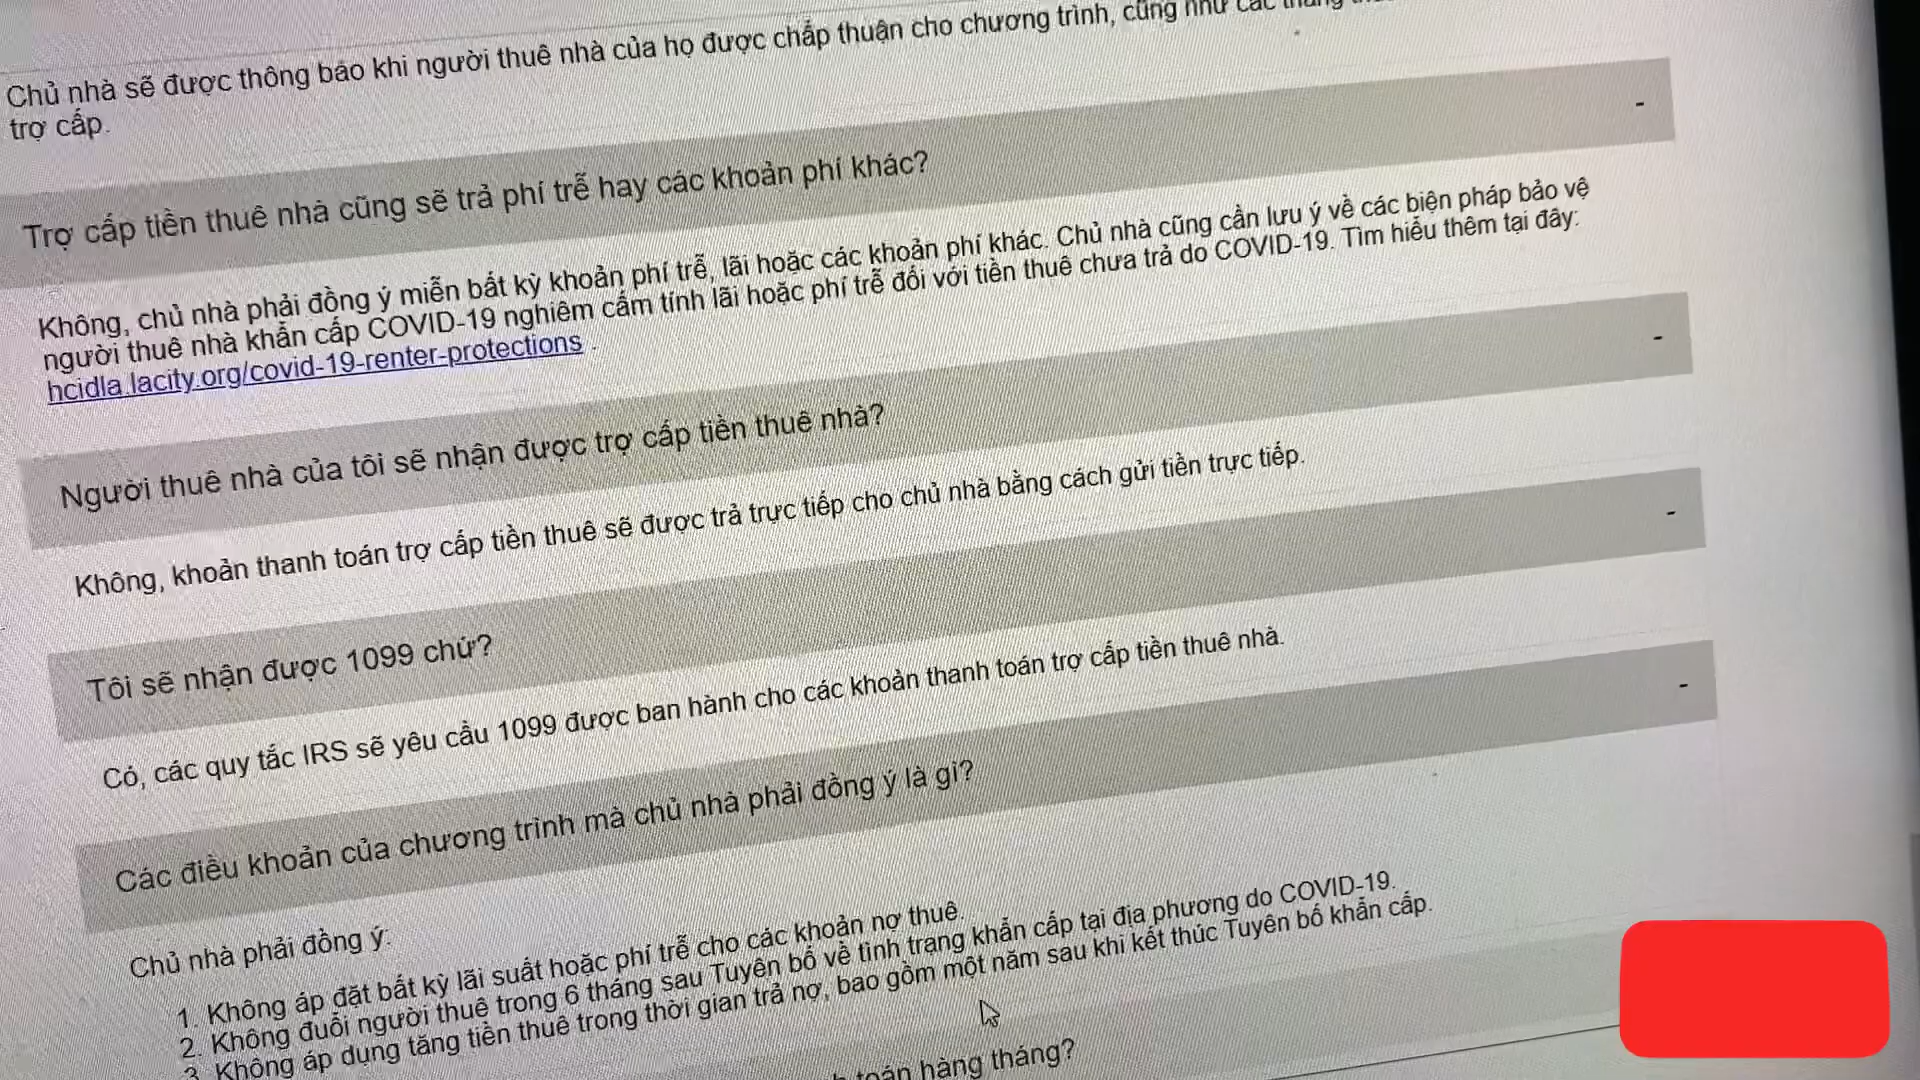 Chủ nhà sẽ được thông báo khi người thuê nhà của họ được chấp thuận cho chương trình, cũng như các
trợ cấp.
-
Trợ cấp tiền thuê nhà cũng sẽ trả phí trễ hay các khoản phí khác?
Không, chủ nhà phải đồng ý miễn bất kỳ khoản phí trễ, lãi hoặc các khoản phí khác. Chủ nhà cũng cần lưu ý về các biện pháp bảo vệ
người thuê nhà khẩn cấp COVID-19 nghiêm cấm tính lãi hoặc phí trễ đối với tiền thuê chưa trả do COVID-19. Tìm hiểu thêm tại đây:
hcidla.lacity.org/covid-19-renter-protections .
-
Người thuê nhà của tôi sẽ nhận được trợ cấp tiền thuê nhà?
Không, khoản thanh toán trợ cấp tiền thuê sẽ được trả trực tiếp cho chủ nhà bằng cách gửi tiền trực tiếp.
-
Tôi sẽ nhận được 1099 chứ?
Có, các quy tắc IRS sẽ yêu cầu 1099 được ban hành cho các khoản thanh toán trợ cấp tiền thuê nhà.
-
Các điều khoản của chương trình mà chủ nhà phải đồng ý là gì?
Chủ nhà phải đồng ý:
1. Không áp đặt bất kỳ lãi suất hoặc phí trễ cho các khoản nợ thuê.
2. Không đuổi người thuê trong 6 tháng sau Tuyên bố về tình trạng khẩn cấp tại địa phương do COVID-19.
3. Không áp dụng tăng tiền thuê trong thời gian trả nợ, bao gồm một năm sau khi kết thúc Tuyên bố khẩn cấp.
toán hàng tháng?